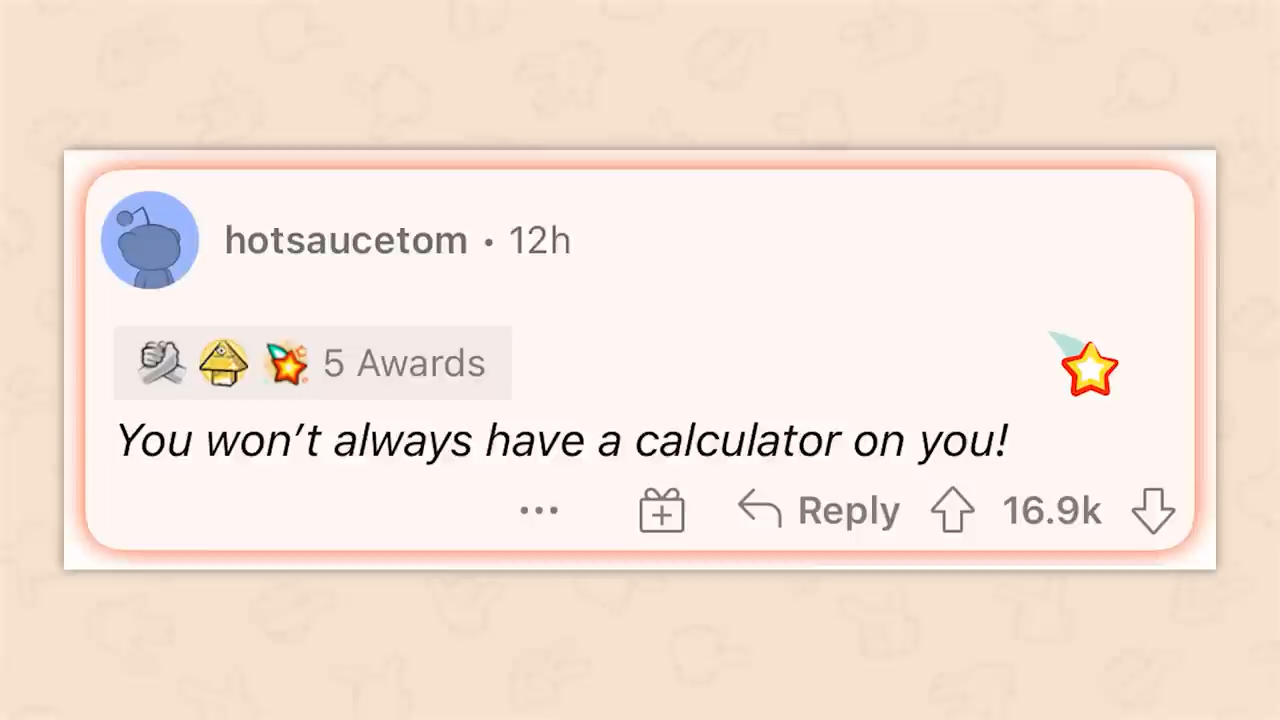 hotsaucetom • 12h
5 Awards
You won't always have a calculator on you!
Reply 16.9k